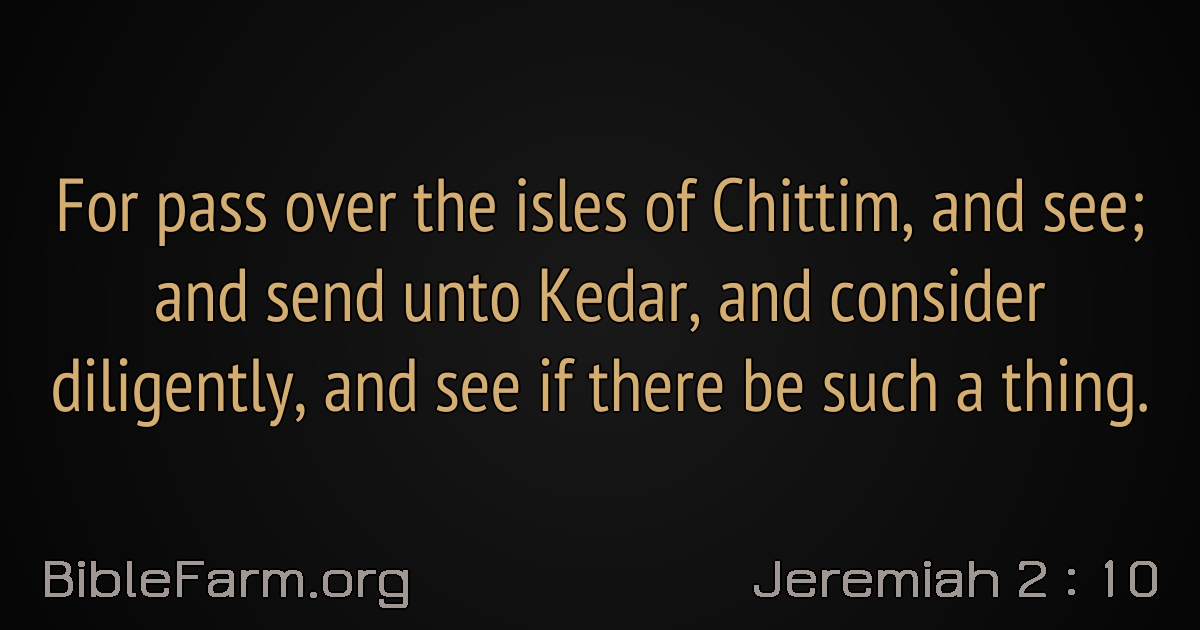 For pass over the isles of Chittim, and see;
and send unto Kedar, and consider
diligently, and see if there be such a thing.
BibleFarm.org
Jeremiah 2 : 10